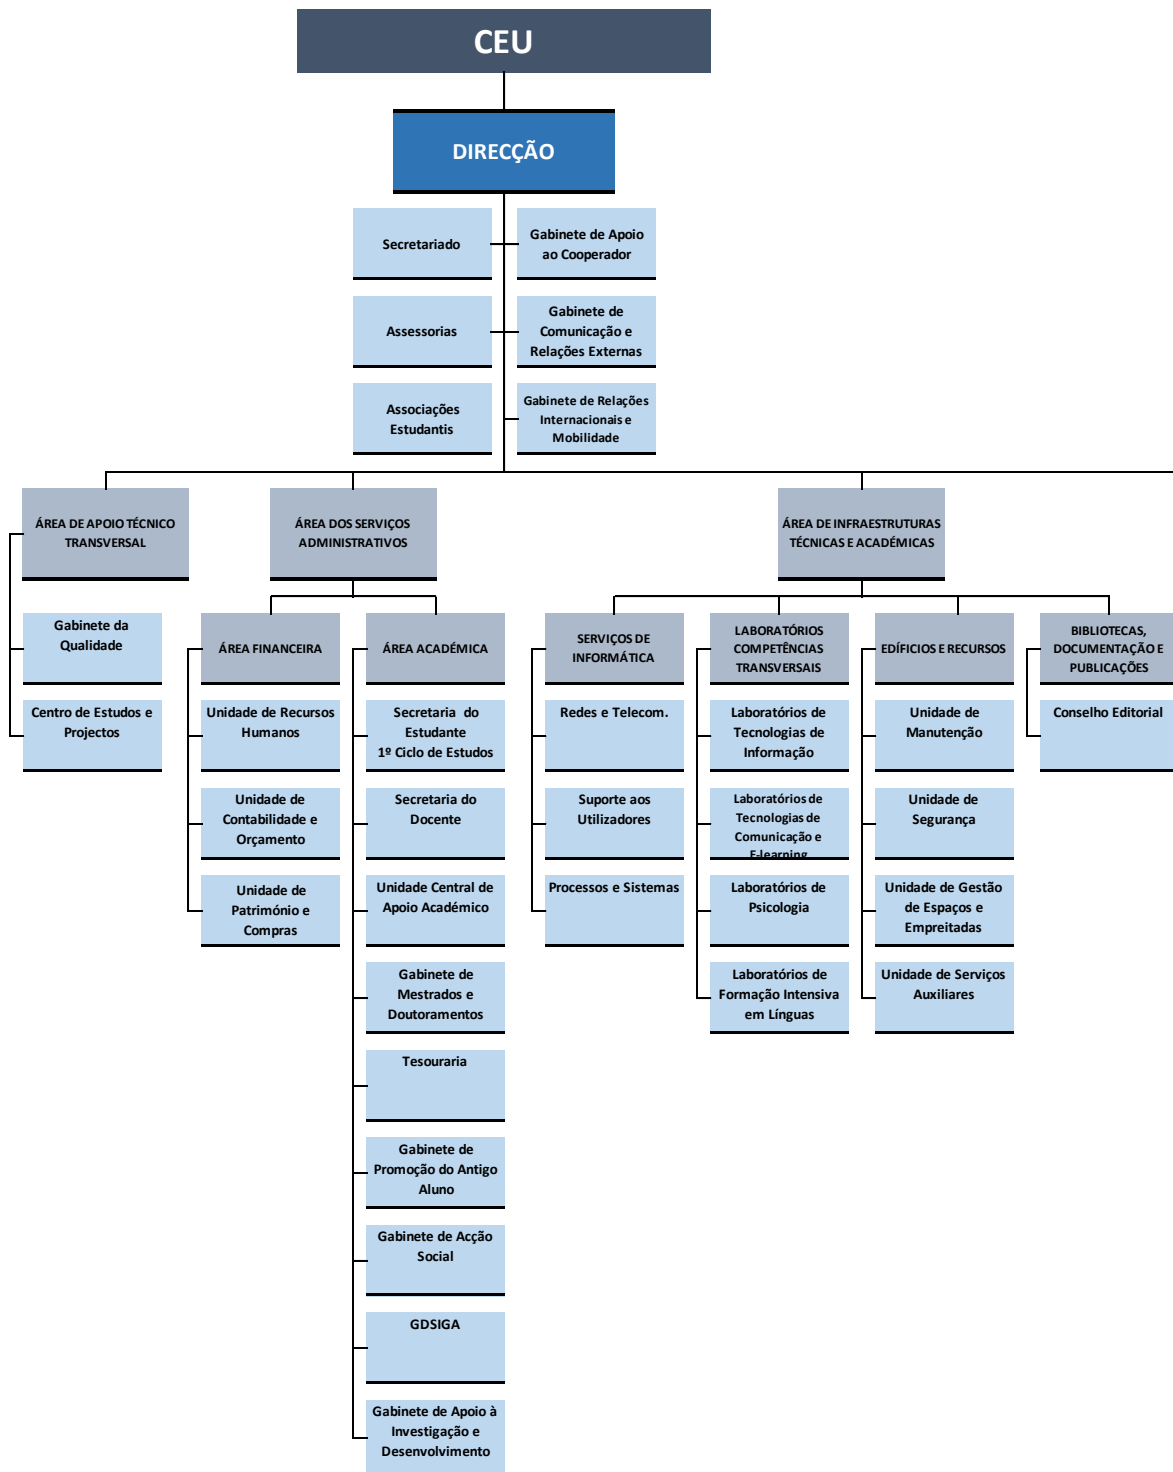 CEU
DIRECÇÃO
Secretariado
Gabinete de Apoio
ao Cooperador
Assessorias
Gabinete de
Comunicação e
Relações Externas
Associações
Estudantis
Gabinete de Relações
Internacionais e
Mobilidade
ÁREA DE APOIO TÉCNICO
TRANSVERSAL
ÁREA DOS SERVIÇOS
ADMINISTRATIVOS
ÁREA DE INFRAESTRUTURAS
TÉCNICAS E ACADÉMICAS
Gabinete da
Qualidade
Centro de Estudos e
Projectos
ÁREA FINANCEIRA
Unidade de Recursos
Humanos
Unidade de
Contabilidade e
Orçamento
Unidade de
Património e
Compras
ÁREA ACADÉMICA
Secretaria do
Estudante
1º Ciclo de Estudos
Secretaria do
Docente
Unidade Central de
Apoio Académico
Gabinete de
Mestrados e
Doutoramentos
Tesouraria
Gabinete de
Promoção do Antigo
Aluno
Gabinete de Acção
Social
GDSIGA
Gabinete de Apoio à
Investigação e
Desenvolvimento
SERVIÇOS DE
INFORMÁTICA
Redes e Telecom.
Suporte aos
Utilizadores
Processos e Sistemas
LABORATÓRIOS
COMPETÊNCIAS
TRANSVERSAIS
Laboratórios de
Tecnologias de
Informação
Laboratórios de
Tecnologias de
Comunicação e
E-learning
Laboratórios de
Psicologia
Laboratórios de
Formação Intensiva
em Línguas
EDÍFICIOS E RECURSOS
Unidade de
Manutenção
Unidade de
Segurança
Unidade de Gestão
de Espaços e
Empreitadas
Unidade de Serviços
Auxiliares
BIBLIOTECAS,
DOCUMENTAÇÃO E
PUBLICAÇÕES
Conselho Editorial